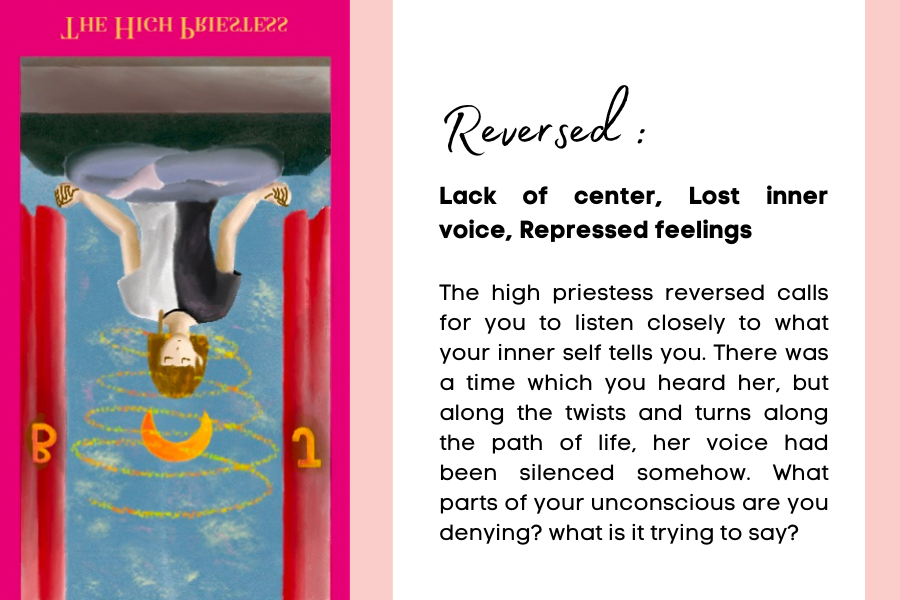 THE HIGH PRIESTESS
B
J
Reversed :
Lack of center, Lost inner
voice, Repressed feelings
The high priestess reversed calls
for you to listen closely to what
your inner self tells you. There was
a time which you heard her, but
along the twists and turns along
the path of life, her voice had
been silenced somehow. What
parts of your unconscious are you
denying? what is it trying to say?